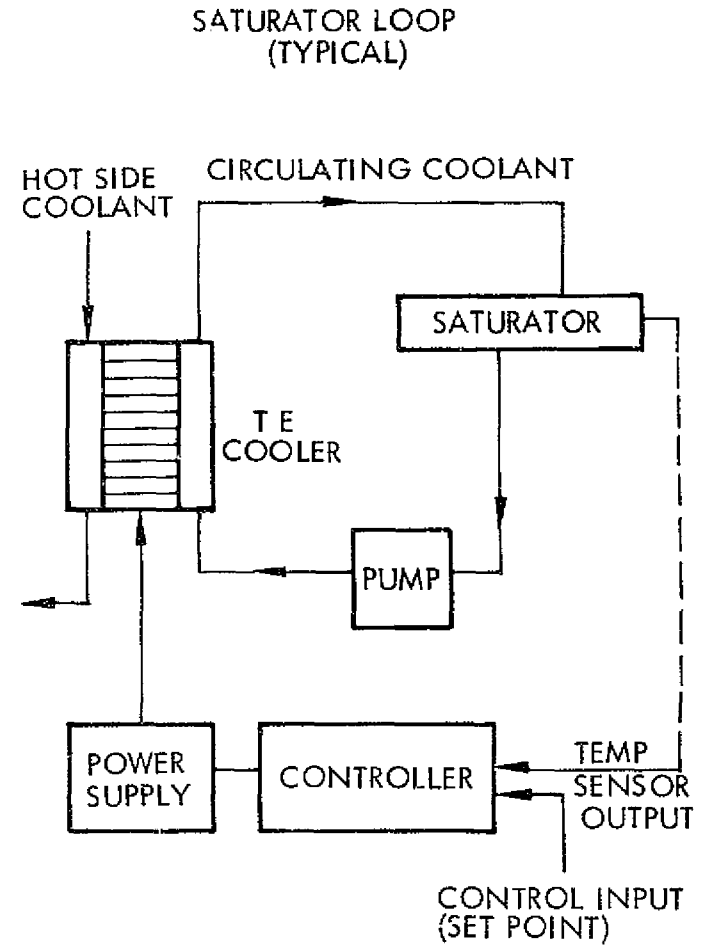 SATURATOR LOOP
(TYPICAL)
HOT SIDE
COOLANT
CIRCULATING COOLANT
SATURATOR
T E
COOLER
PUMP
POWER
SUPPLY
CONTROLLER
TEMP
SENSOR
OUTPUT
CONTROL INPUT
(SET POINT)